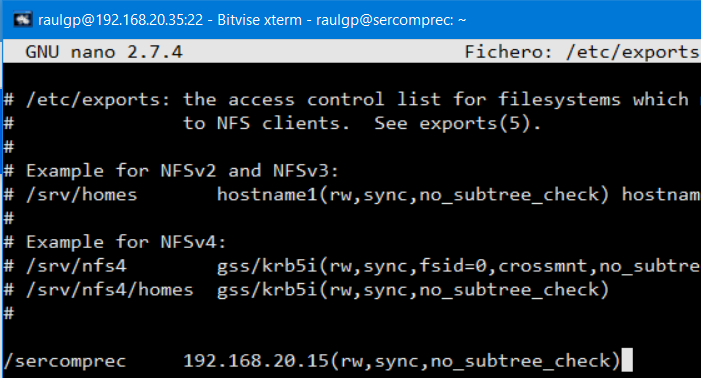 raulgp@192.168.20.35:22 - Bitvise xterm - raulgp@sercomprec: ~
GNU nano 2.7.4 Fichero: /etc/exports
# /etc/exports: the access control list for filesystems which
# to NFS clients. See exports(5).
#
# Example for NFSv2 and NFSv3:
# /srv/homes hostname1(rw,sync,no_subtree_check) hostnam
#
# Example for NFSv4:
# /srv/nfs4 gss/krb5i(rw,sync,fsid=0,crossmnt,no_subtre
# /srv/nfs4/homes gss/krb5i(rw,sync,no_subtree_check)
#
/sercomprec 192.168.20.15(rw,sync,no_subtree_check)